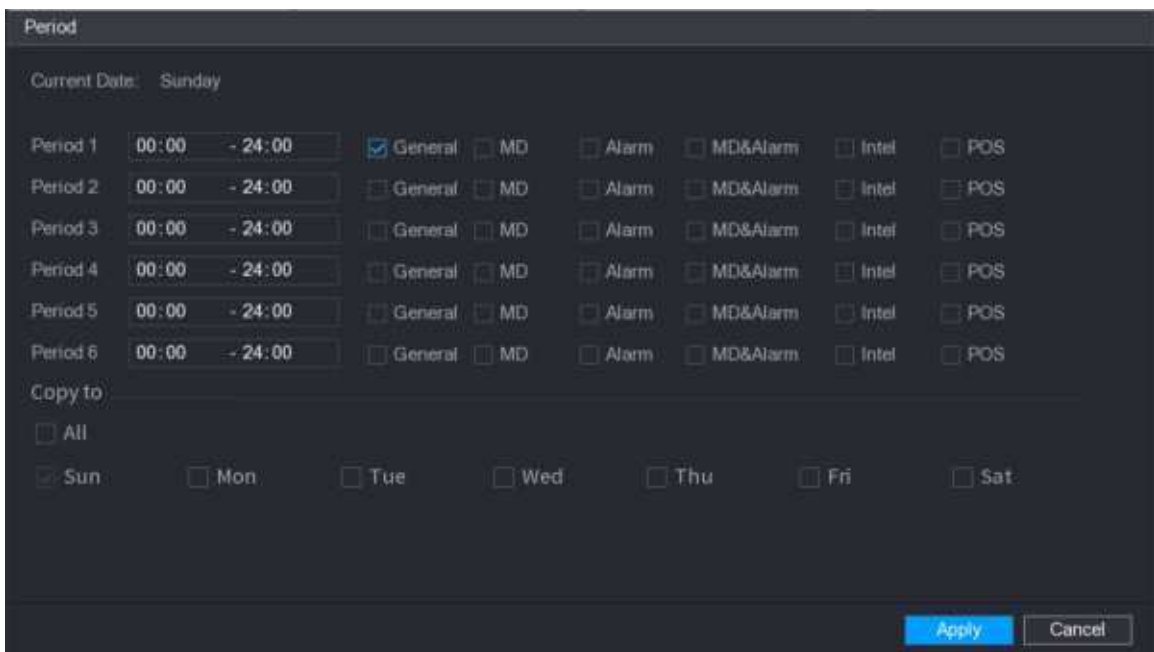 Period
Current Date: Sunday
Period 1 00:00 - 24:00 General MD Alarm MD&Alarm Intel POS
Period 2 00:00 - 24:00 General MD Alarm MD&Alarm Intel POS
Period 3 00:00 - 24:00 General MD Alarm MD&Alarm Intel POS
Period 4 00:00 - 24:00 General MD Alarm MD&Alarm Intel POS
Period 5 00:00 - 24:00 General MD Alarm MD&Alarm Intel POS
Period 6 00:00 - 24:00 General MD Alarm MD&Alarm Intel POS
Copy to
All
Sun Mon Tue Wed Thu Fri Sat
Apply Cancel